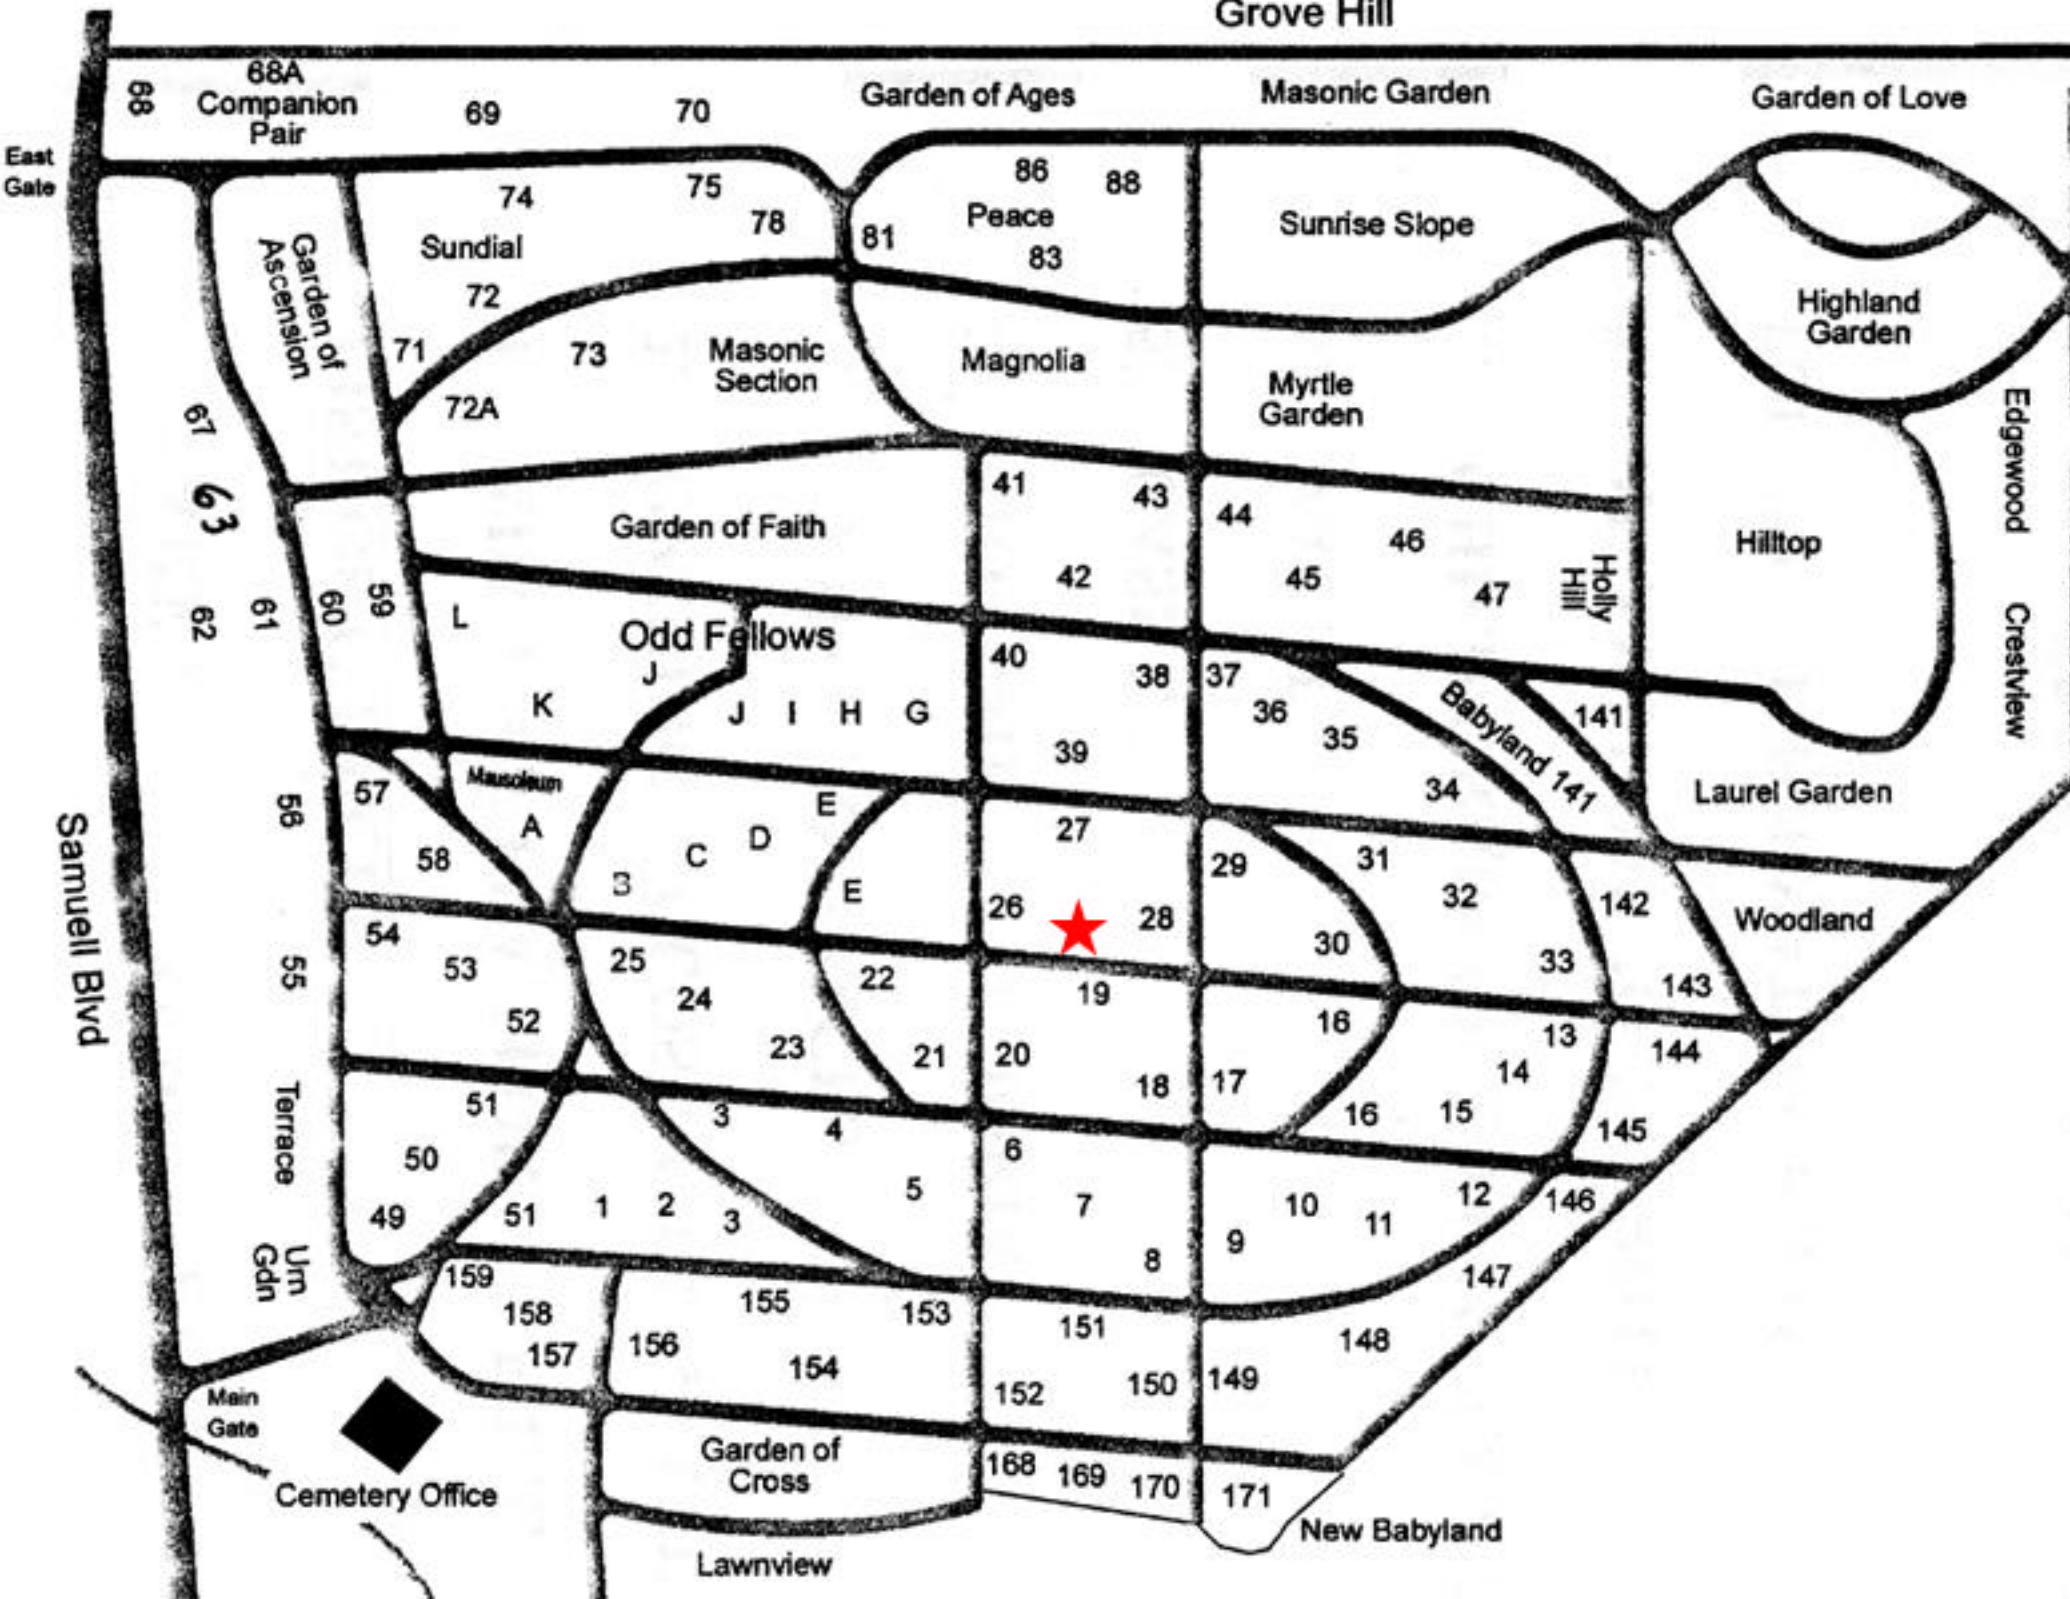 Grove Hill
68
68A
Companion
Pair
69
70
Garden of Ages
Masonic Garden
Garden of Love
East
Gate
74
75
78
Sundial
72
71
81
86
88
Peace
83
Sunrise Slope
Highland
Garden
Garden of
Ascension
73
Masonic
Section
72A
Magnolia
Myrtle
Garden
Edgewood
67
63
62
61
60
59
Garden of Faith
41
43
42
44
45
46
47
Holly
Hill
Hilltop
Crestview
L
Odd Fellows
J
K
J I H G
40
38
39
37
36
35
34
Babyland 141
141
Laurel Garden
Samuell Blvd
56
57
58
Mausoleum
A
B
C
D
E
E
27
26
28
29
30
31
32
33
142
143
Woodland
55
54
53
52
25
24
23
22
21
19
20
18
17
16
16
15
14
13
144
145
Terrace
51
50
49
51
1
2
3
3
4
5
6
7
8
9
10
11
12
146
147
148
Urn
Gdn
159
158
157
156
155
154
153
151
152
150
149
Main
Gate
Cemetery Office
Garden of
Cross
168
169
170
171
New Babyland
Lawnview